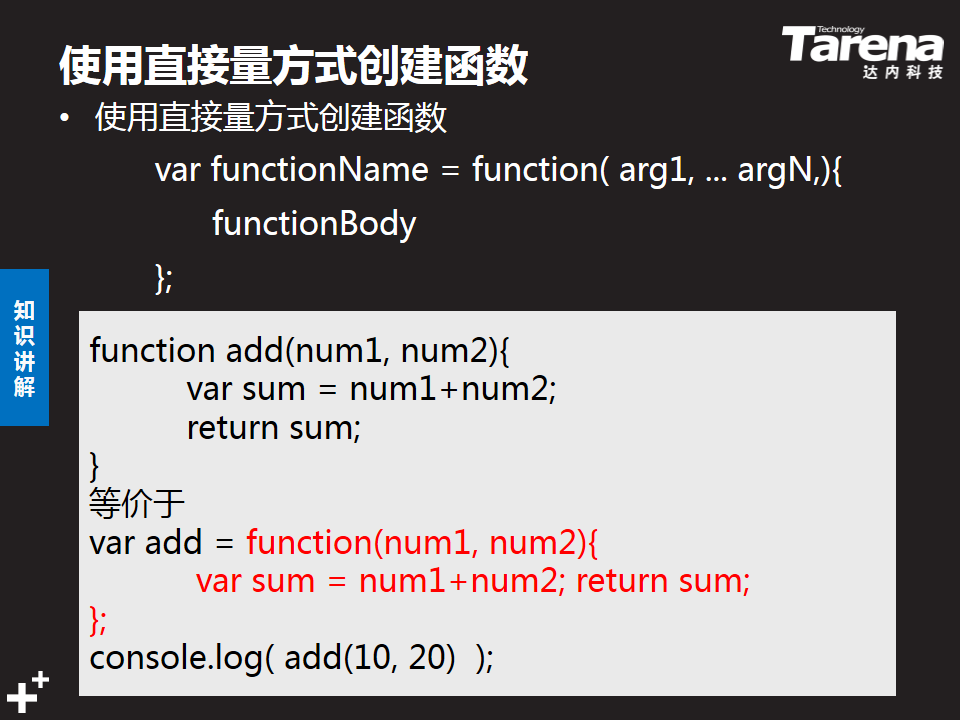 使用直接量方式创建函数
Technology
Tarena
达内科技
• 使用直接量方式创建函数
var functionName = function( arg1, ... argN,){
functionBody
};
知识讲解
function add(num1, num2){
var sum = num1+num2;
return sum;
}
等价于
var add = function(num1, num2){
var sum = num1+num2; return sum;
};
console.log( add(10, 20)  );